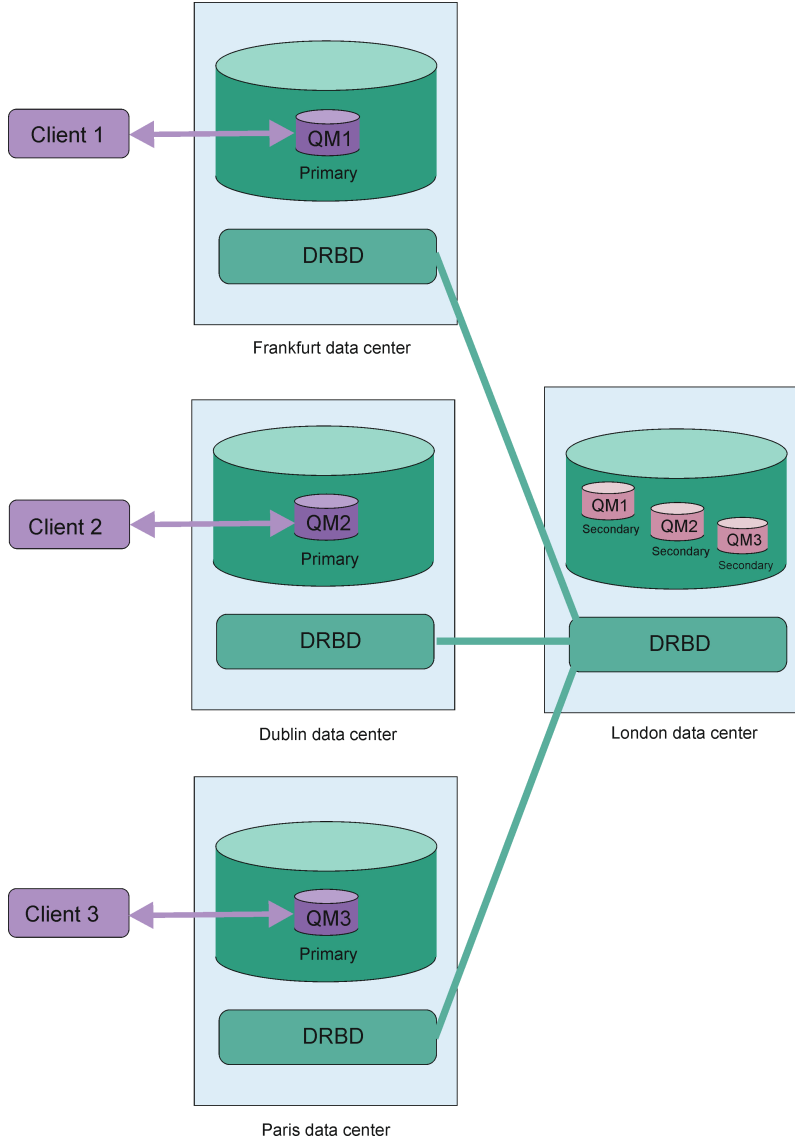 Client 1
QM1
Primary
DRBD
Frankfurt data center
Client 2
QM2
Primary
DRBD
Dublin data center
QM1
Secondary
QM2
Secondary
QM3
Secondary
DRBD
London data center
Client 3
QM3
Primary
DRBD
Paris data center